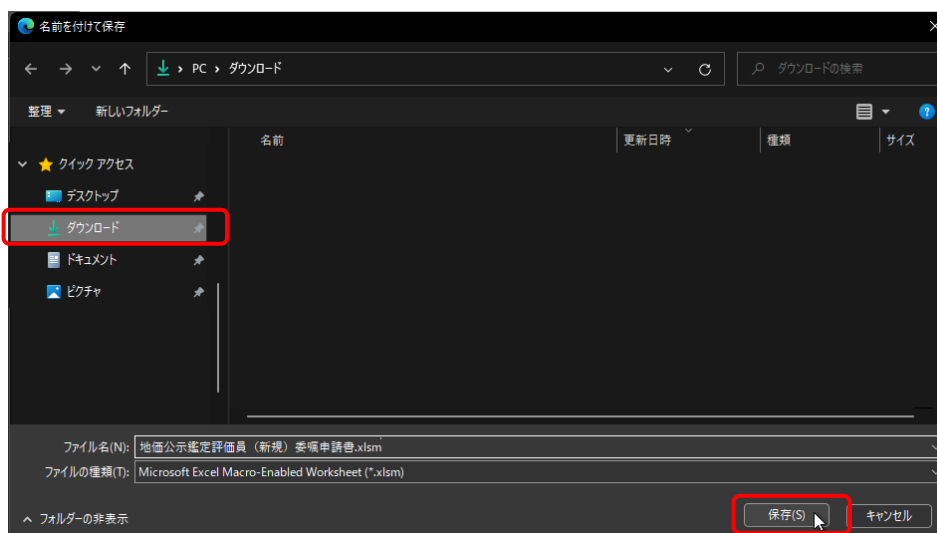 名前を付けて保存
PC › ダウンロード
ダウンロードの検索
整理
新しいフォルダー
名前
更新日時
種類
サイズ
クイック アクセス
デスクトップ
ダウンロード
ドキュメント
ピクチャ
ファイル名(N): 地価公示鑑定評価員（新規）委嘱申請書.xlsm
ファイルの種類(T): Microsoft Excel Macro-Enabled Worksheet (*.xlsm)
フォルダーの非表示
保存(S)
キャンセル